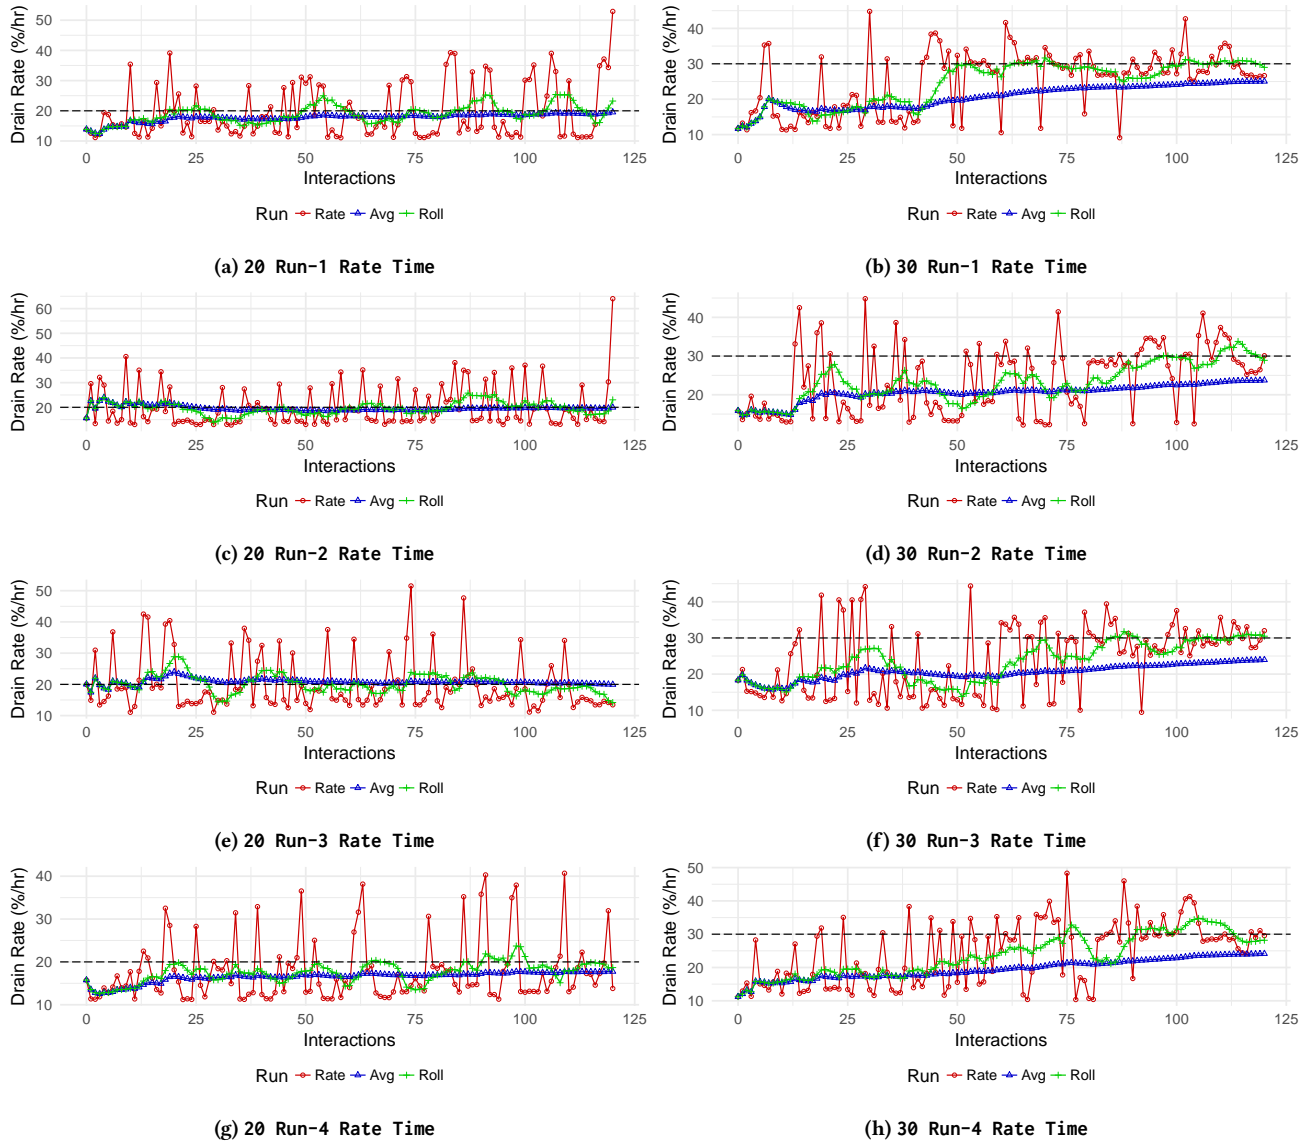 Drain Rate (%/hr)
50
40
30
20
10
0 25 50 75 100 125
Interactions
Run Rate Avg Roll
(a) 20 Run-1 Rate Time
Drain Rate (%/hr)
40
30
20
10
0 25 50 75 100 125
Interactions
Run Rate Avg Roll
(b) 30 Run-1 Rate Time
Drain Rate (%/hr)
60
50
40
30
20
0 25 50 75 100 125
Interactions
Run Rate Avg Roll
(c) 20 Run-2 Rate Time
Drain Rate (%/hr)
40
30
20
0 25 50 75 100 125
Interactions
Run Rate Avg Roll
(d) 30 Run-2 Rate Time
Drain Rate (%/hr)
50
40
30
20
10
0 25 50 75 100 125
Interactions
Run Rate Avg Roll
(e) 20 Run-3 Rate Time
Drain Rate (%/hr)
40
30
20
10
0 25 50 75 100 125
Interactions
Run Rate Avg Roll
(f) 30 Run-3 Rate Time
Drain Rate (%/hr)
40
30
20
10
0 25 50 75 100 125
Interactions
Run Rate Avg Roll
(g) 20 Run-4 Rate Time
Drain Rate (%/hr)
50
40
30
20
10
0 25 50 75 100 125
Interactions
Run Rate Avg Roll
(h) 30 Run-4 Rate Time